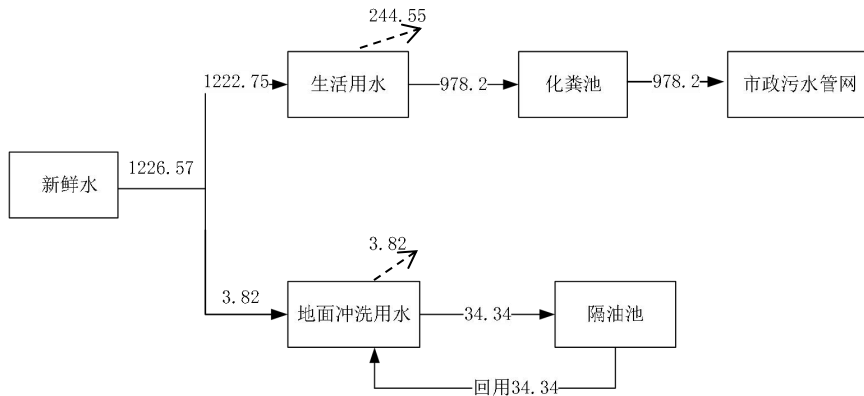 244.55
1222.75
生活用水
978.2
化粪池
978.2
市政污水管网
新鲜水
1226.57
3.82
3.82
地面冲洗用水
34.34
隔油池
回用34.34